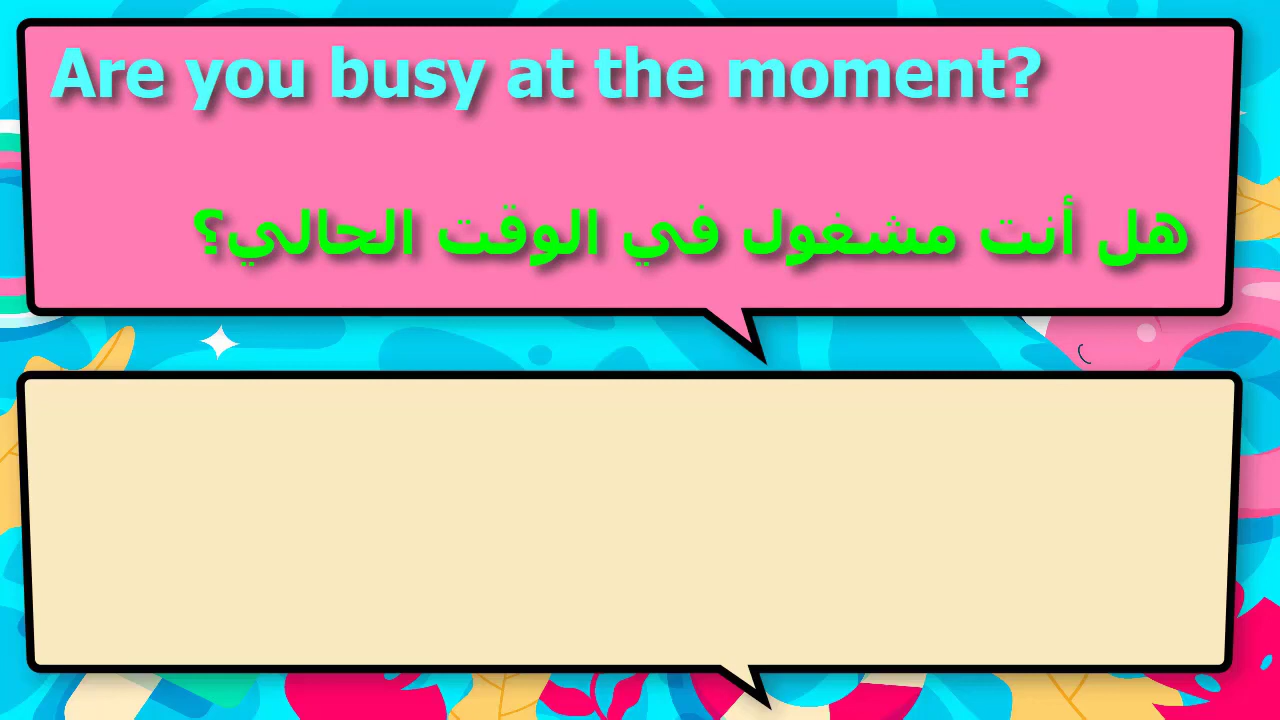 Are you busy at the moment?
هل أنت مشغول في الوقت الحالي؟